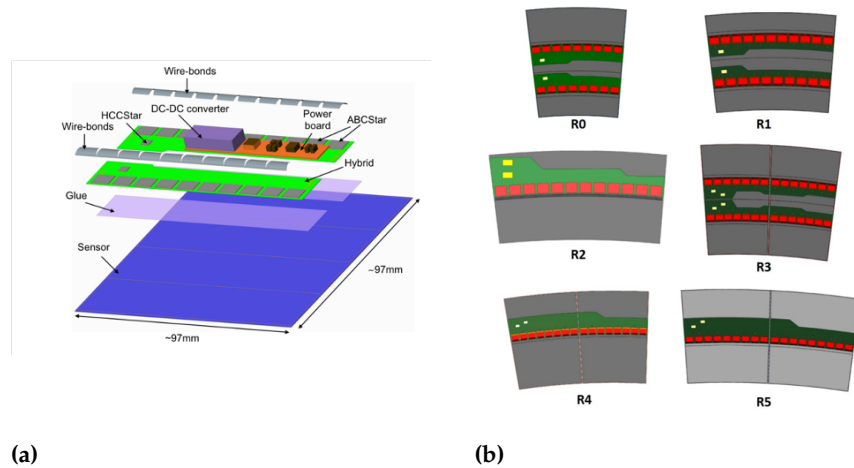 Wire-bonds
DC-DC converter
HCCStar
Power
board
ABCStar
Wire-bonds
Hybrid
Glue
Sensor
~97mm
~97mm
(a)
R0
R1
R2
R3
R4
R5
(b)